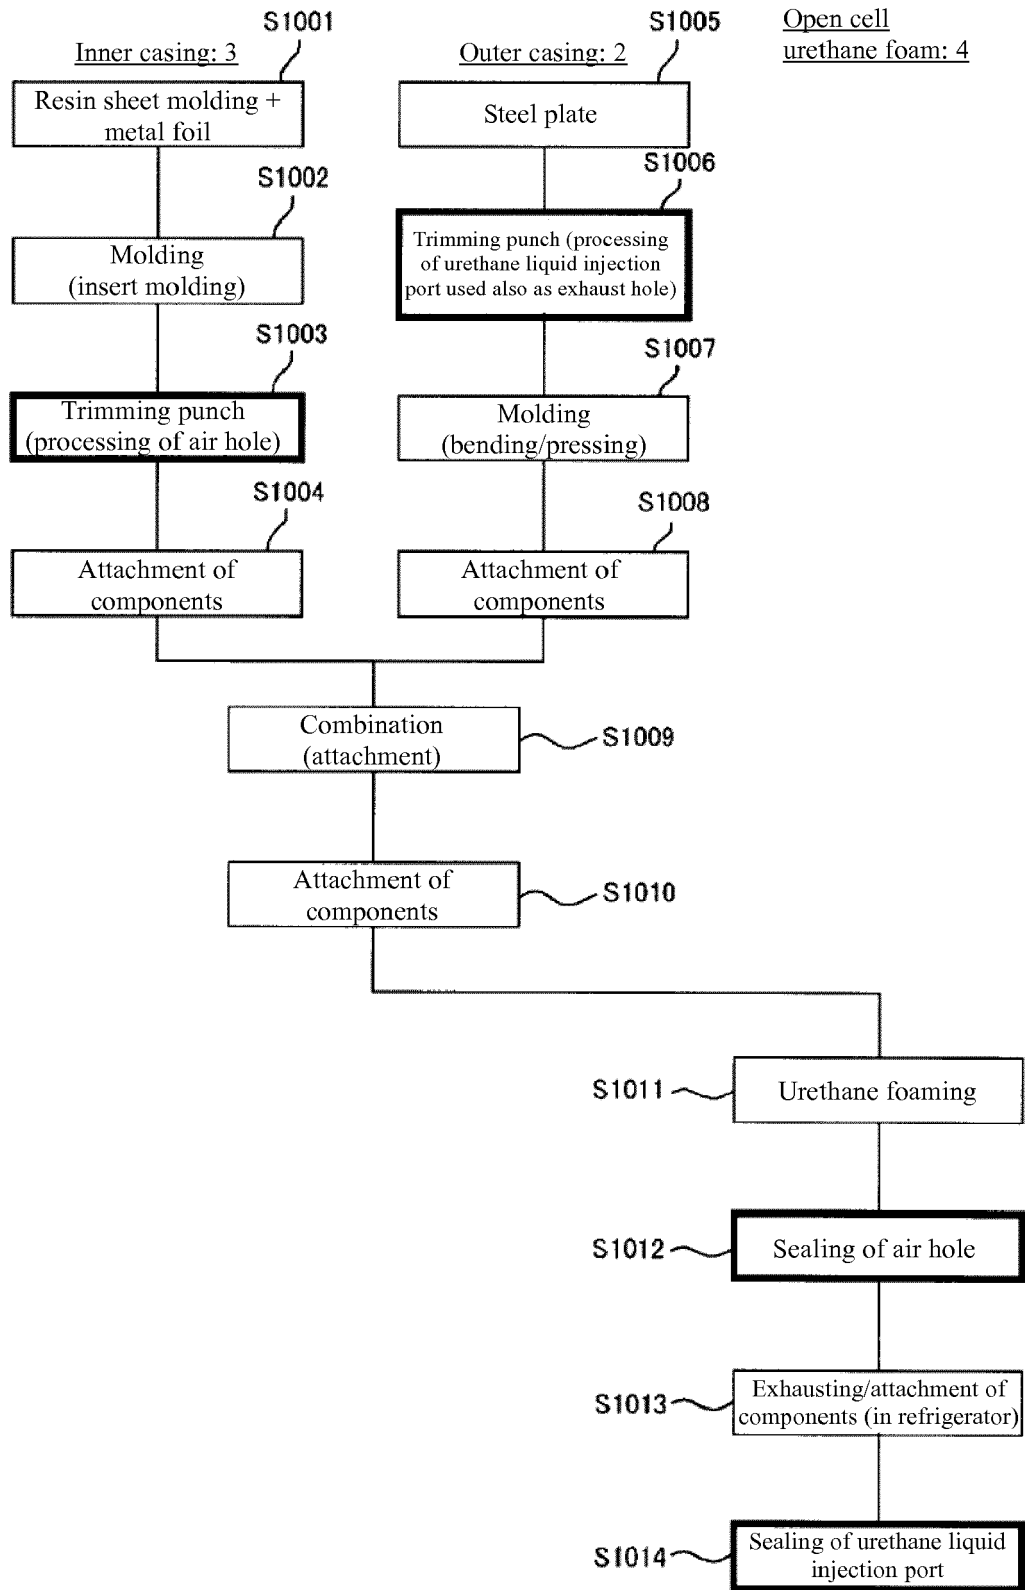 S1001
Inner casing: 3
Resin sheet molding +
metal foil
S1002
Molding
(insert molding)
S1003
Trimming punch
(processing of air hole)
S1004
Attachment of
components
S1005
Outer casing: 2
Steel plate
S1006
Trimming punch (processing
of urethane liquid injection
port used also as exhaust hole)
S1007
Molding
(bending/pressing)
S1008
Attachment of
components
Open cell
urethane foam: 4
Combination
(attachment)
S1009
Attachment of
components
S1010
S1011
Urethane foaming
S1012
Sealing of air hole
S1013
Exhausting/attachment of
components (in refrigerator)
S1014
Sealing of urethane liquid
injection port